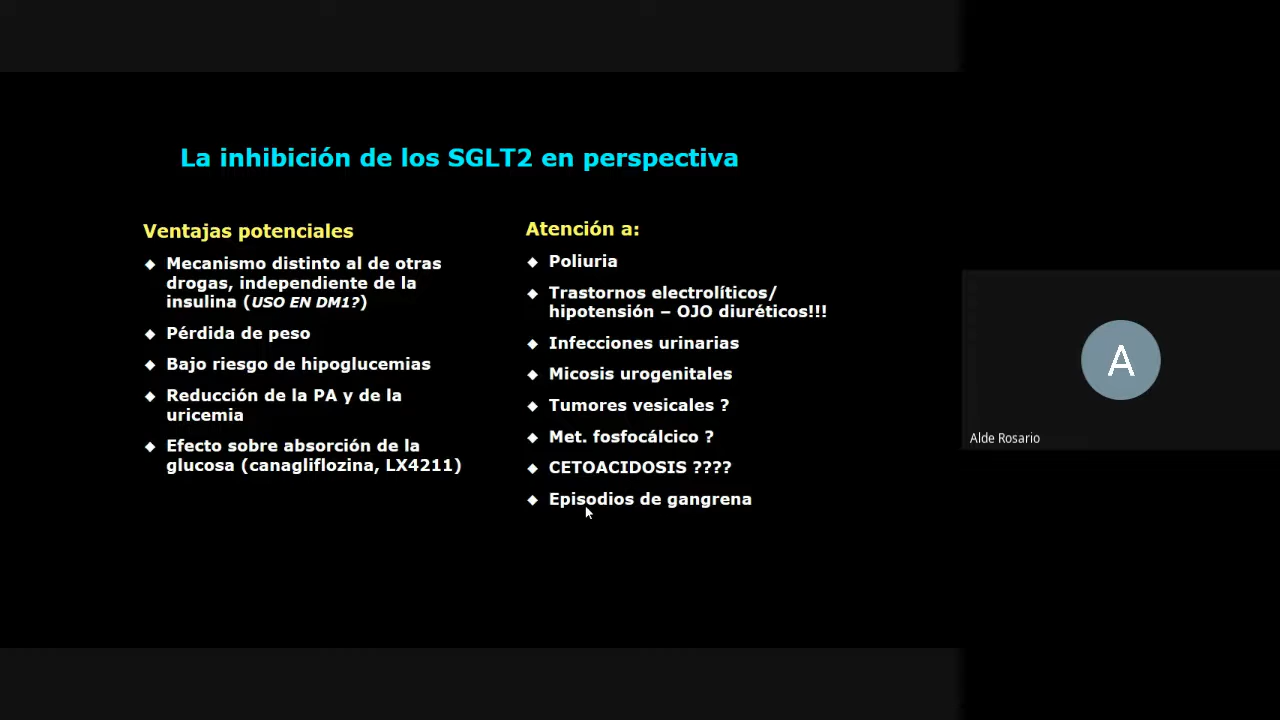 La inhibición de los SGLT2 en perspectiva
Ventajas potenciales
◆ Mecanismo distinto al de otras
drogas, independiente de la
insulina (USO EN DM1?)
◆ Pérdida de peso
◆ Bajo riesgo de hipoglucemias
◆ Reducción de la PA y de la
uricemia
◆ Efecto sobre absorción de la
glucosa (canagliflozina, LX4211)
Atención a:
◆ Poliuria
◆ Trastornos electrolíticos/
hipotensión – OJO diuréticos!!!
◆ Infecciones urinarias
◆ Micosis urogenitales
◆ Tumores vesicales ?
◆ Met. fosfocálcico ?
◆ CETOACIDOSIS ????
◆ Episodios de gangrena
A
Alde Rosario